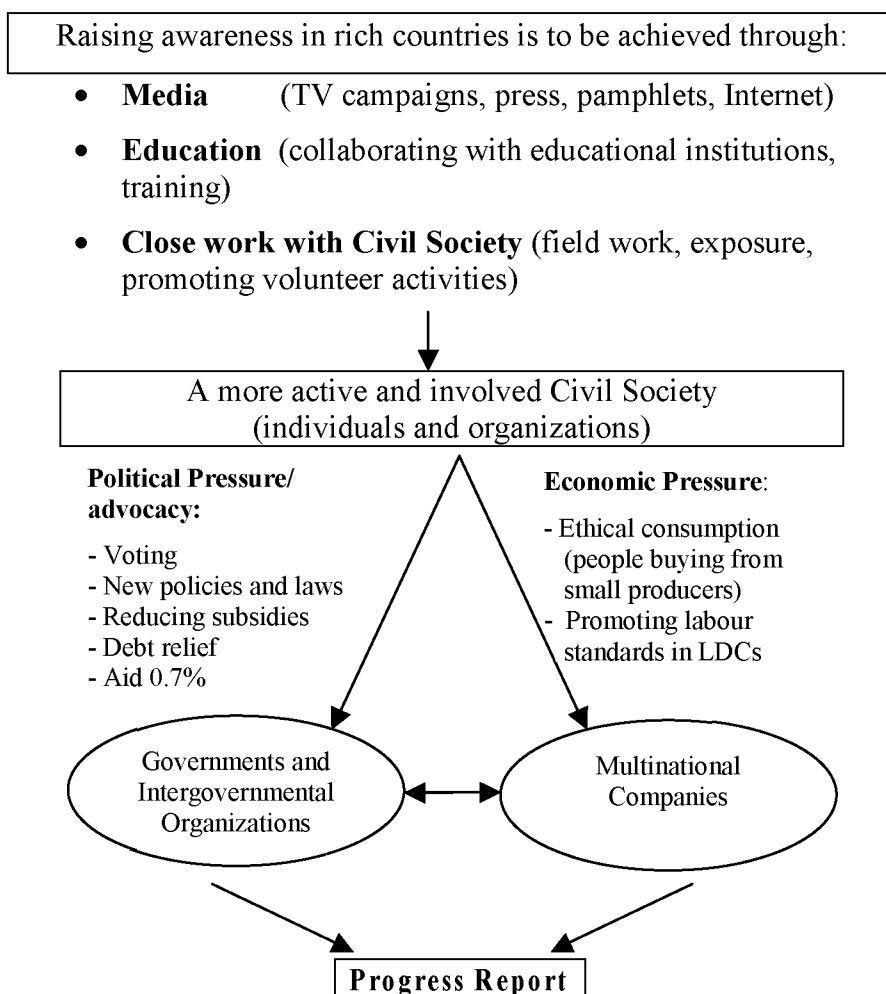 Raising awareness in rich countries is to be achieved through:
• Media (TV campaigns, press, pamphlets, Internet)
• Education (collaborating with educational institutions,
training)
• Close work with Civil Society (field work, exposure,
promoting volunteer activities)
A more active and involved Civil Society
(individuals and organizations)
Political Pressure/
advocacy:
- Voting
- New policies and laws
- Reducing subsidies
- Debt relief
- Aid 0.7%
Economic Pressure:
- Ethical consumption
(people buying from
small producers)
- Promoting labour
standards in LDCs
Governments and
Intergovernmental
Organizations
Multinational
Companies
Progress Report